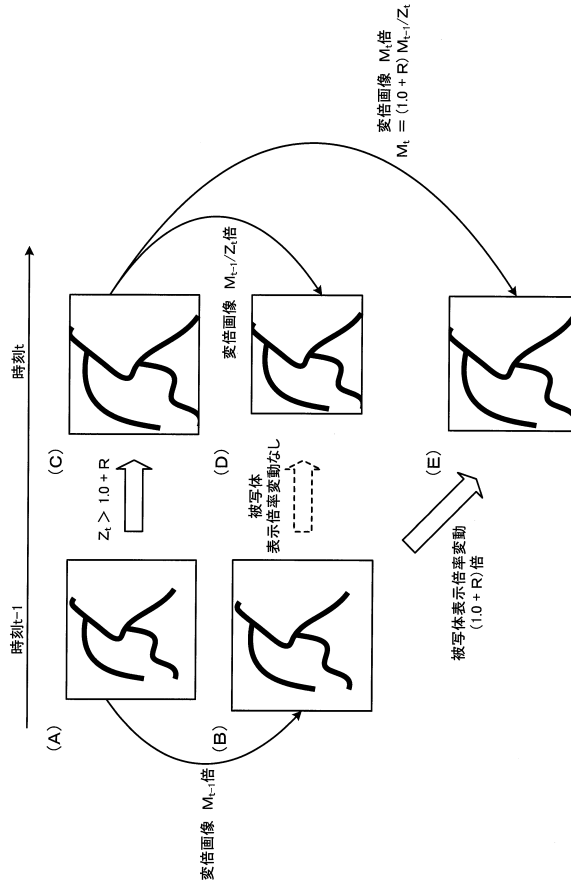 時刻t−1
時刻t
(A)
(C)
Zt > 1.0 + R
変倍画像 Mt−1倍
変倍画像 Mt−1/Zt倍
変倍画像 Mt倍
Mt = (1.0 + R) Mt−1/Zt
(B)
(D)
被写体
表示倍率変動なし
(E)
被写体表示倍率変動
(1.0 + R)倍